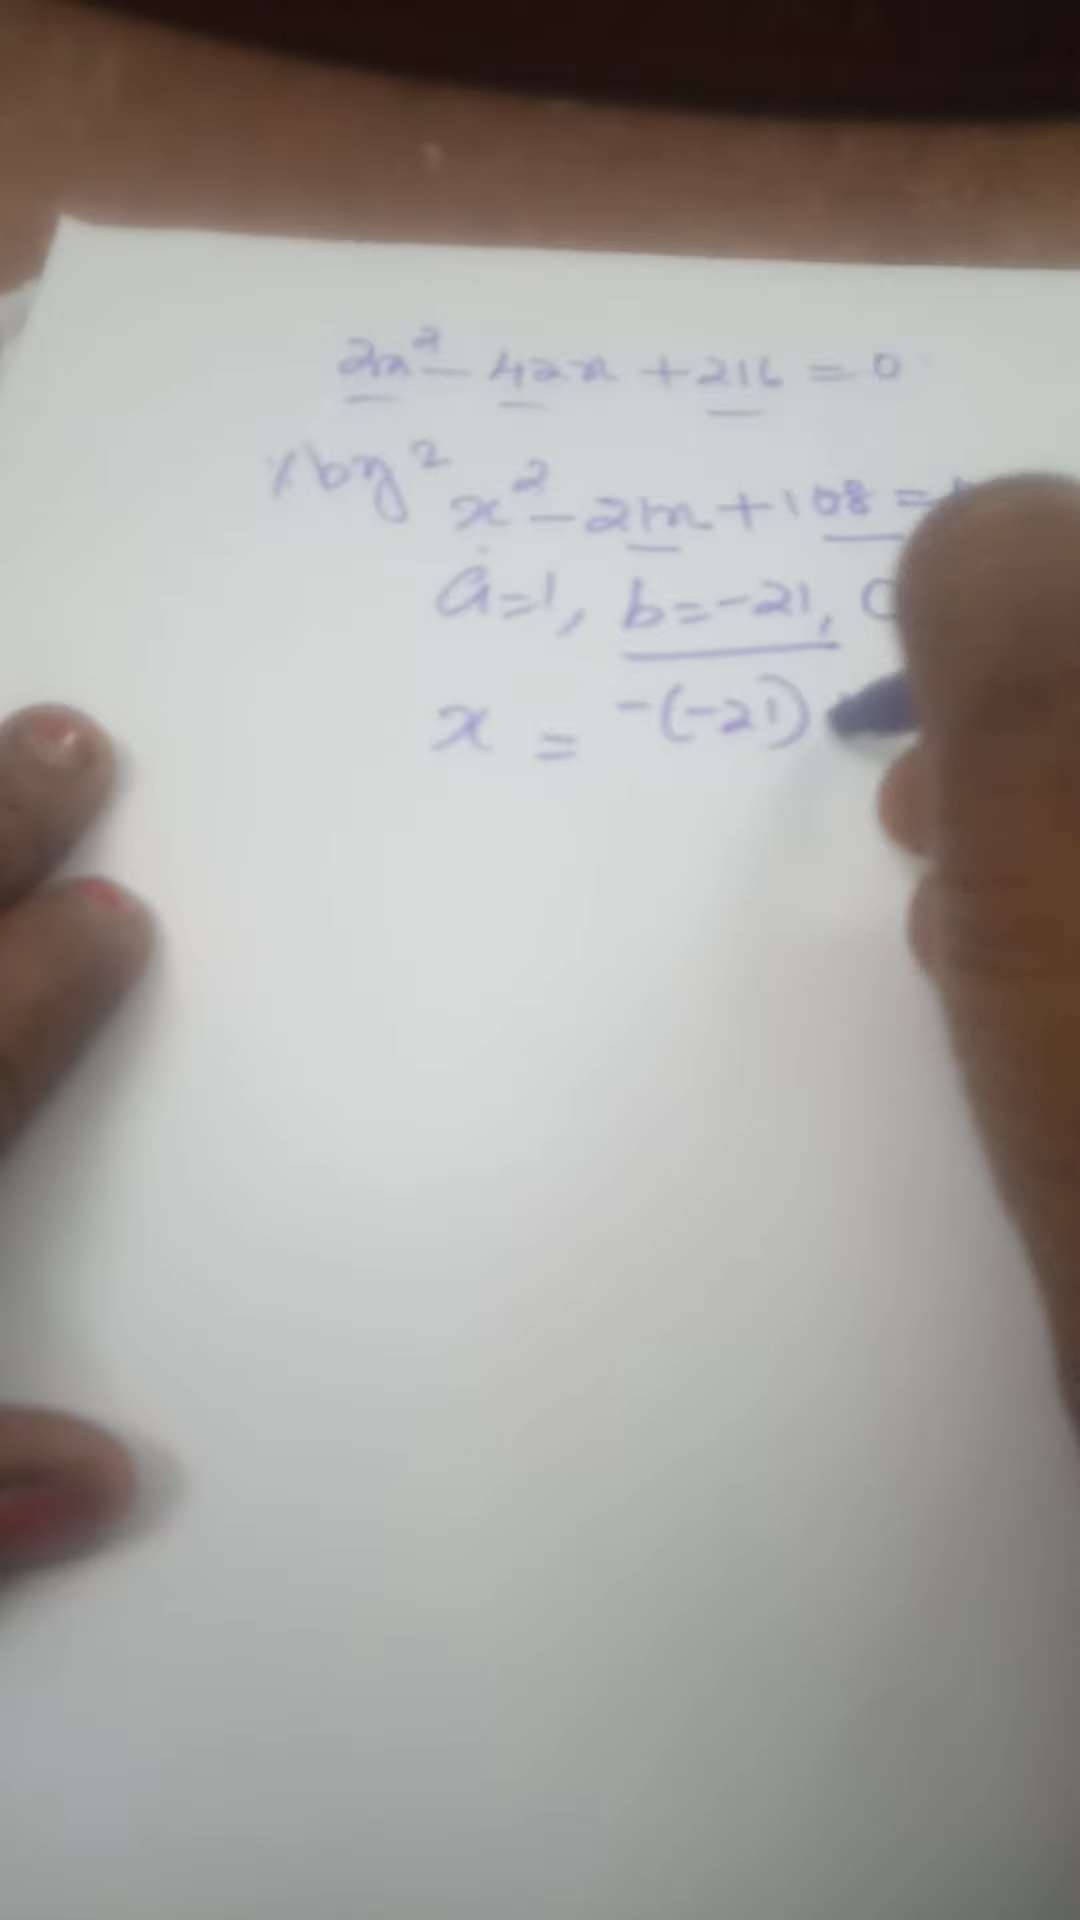 2x² - 42x + 216 = 0
by 2
x² - 21x + 108 =
a=1, b=-21, C
x = -(-21)